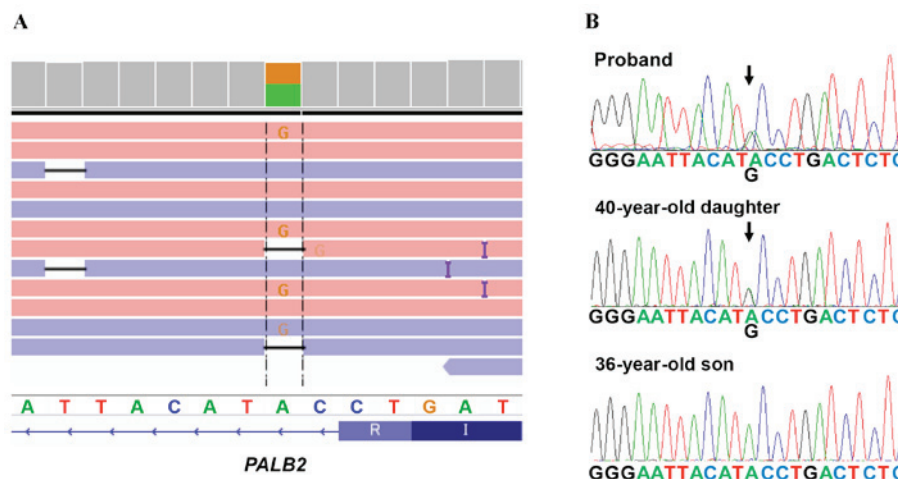 A
G
G
G
G
G
A T T A C A T A C C T G A T
R I
PALB2
B
Proband
GGGAATTACATACCTGACTCTC
G
40-year-old daughter
GGGAATTACATACCTGACTCTC
G
36-year-old son
GGGAATTACATACCTGACTCTC